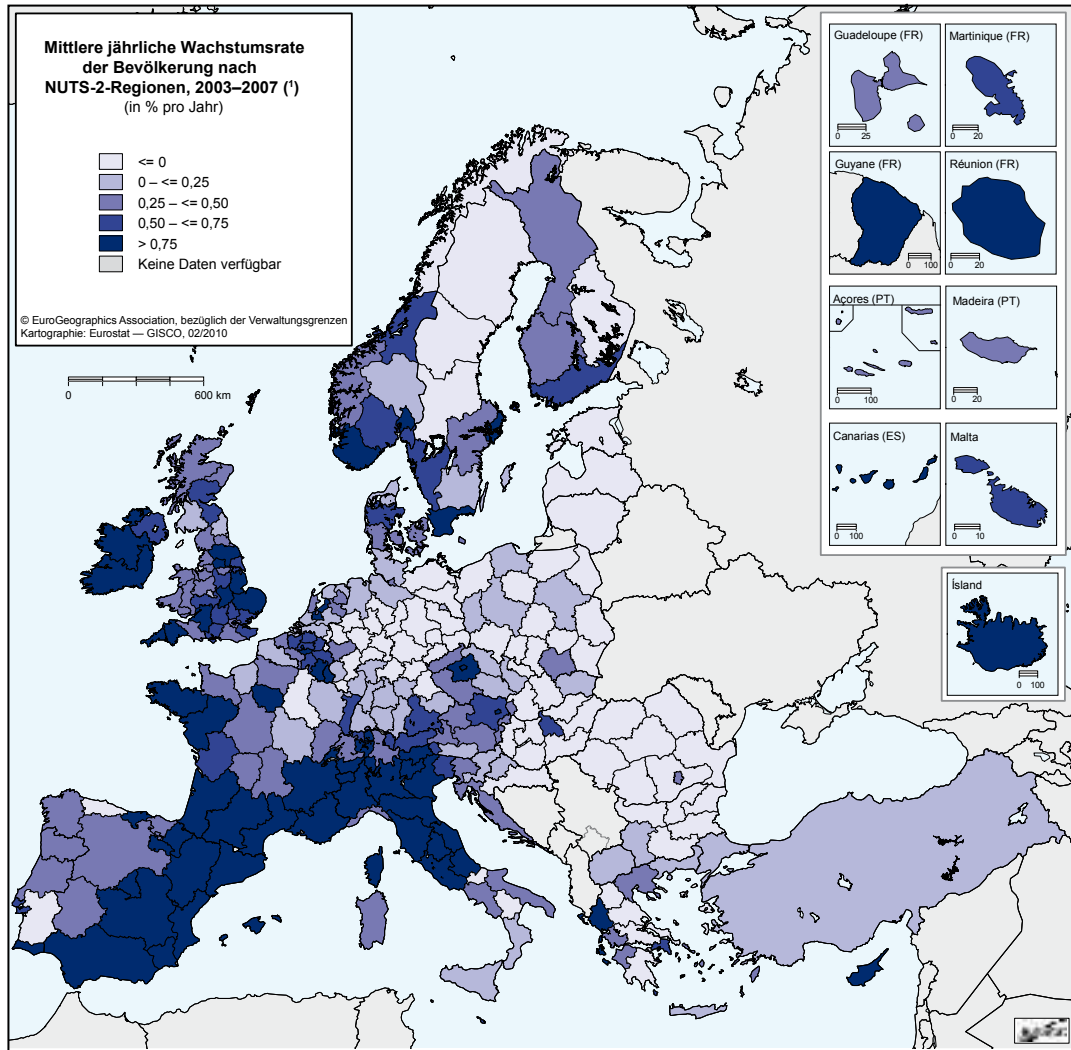 Mittlere jährliche Wachstumsrate
der Bevölkerung nach
NUTS-2-Regionen, 2003–2007 (¹)
(in % pro Jahr)
<= 0
0 – <= 0,25
0,25 – <= 0,50
0,50 – <= 0,75
> 0,75
Keine Daten verfügbar
© EuroGeographics Association, bezüglich der Verwaltungsgrenzen
Kartographie: Eurostat — GISCO, 02/2010
0 600 km
Guadeloupe (FR)
0 25
Martinique (FR)
0 20
Guyane (FR)
0 100
Réunion (FR)
0 20
Açores (PT)
0 100
Madeira (PT)
0 20
Canarias (ES)
0 100
Malta
0 10
Ísland
0 100